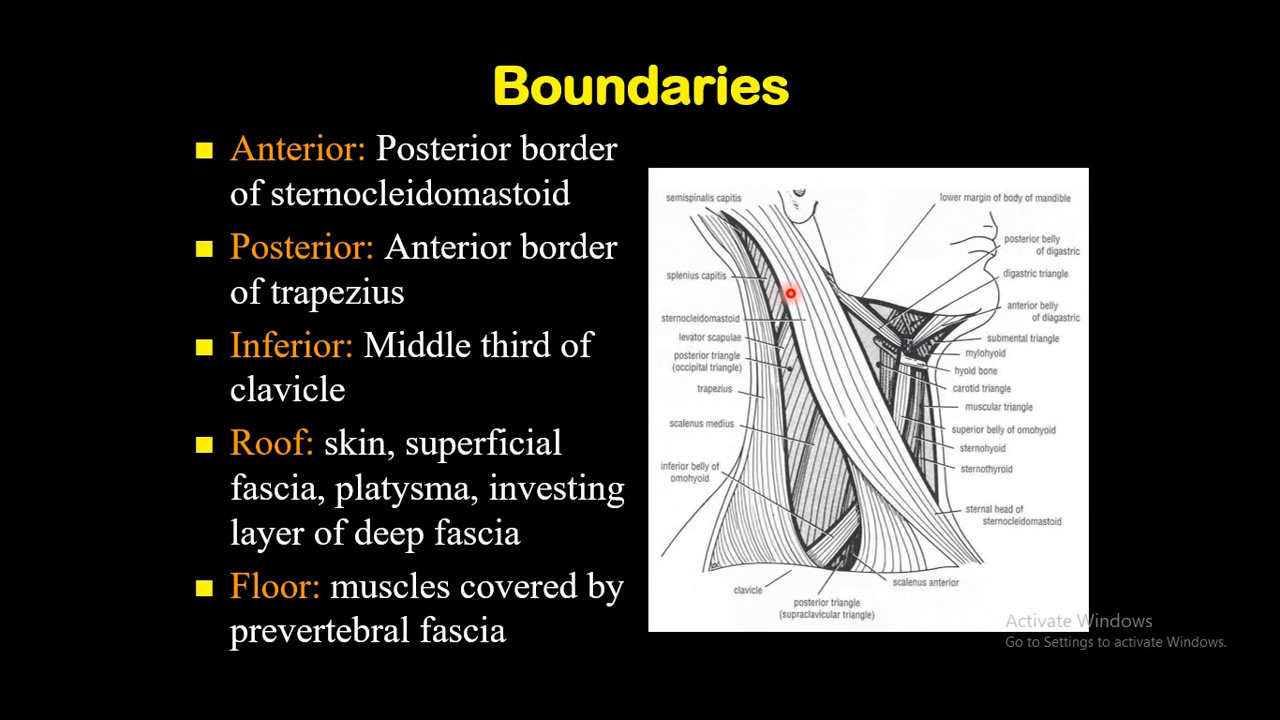 Boundaries
Anterior: Posterior border
of sternocleidomastoid
Posterior: Anterior border
of trapezius
Inferior: Middle third of
clavicle
Roof: skin, superficial
fascia, platysma, investing
layer of deep fascia
Floor: muscles covered by
prevertebral fascia
semispinalis capitis
splenius capitis
sternocleidomastoid
levator scapulae
posterior triangle
(occipital triangle)
trapezius
scalenus medius
inferior belly of
omohyoid
clavicle
posterior triangle
(supraclavicular triangle)
lower margin of body of mandible
posterior belly
of digastric
digastric triangle
anterior belly
of diagastric
submental triangle
mylohyoid
hyoid bone
carotid triangle
muscular triangle
superior belly of omohyoid
sternohyoid
sternothyroid
sternal head of
sternocleidomastoid
scalenus anterior
Activate Windows
Go to Settings to activate Windows.